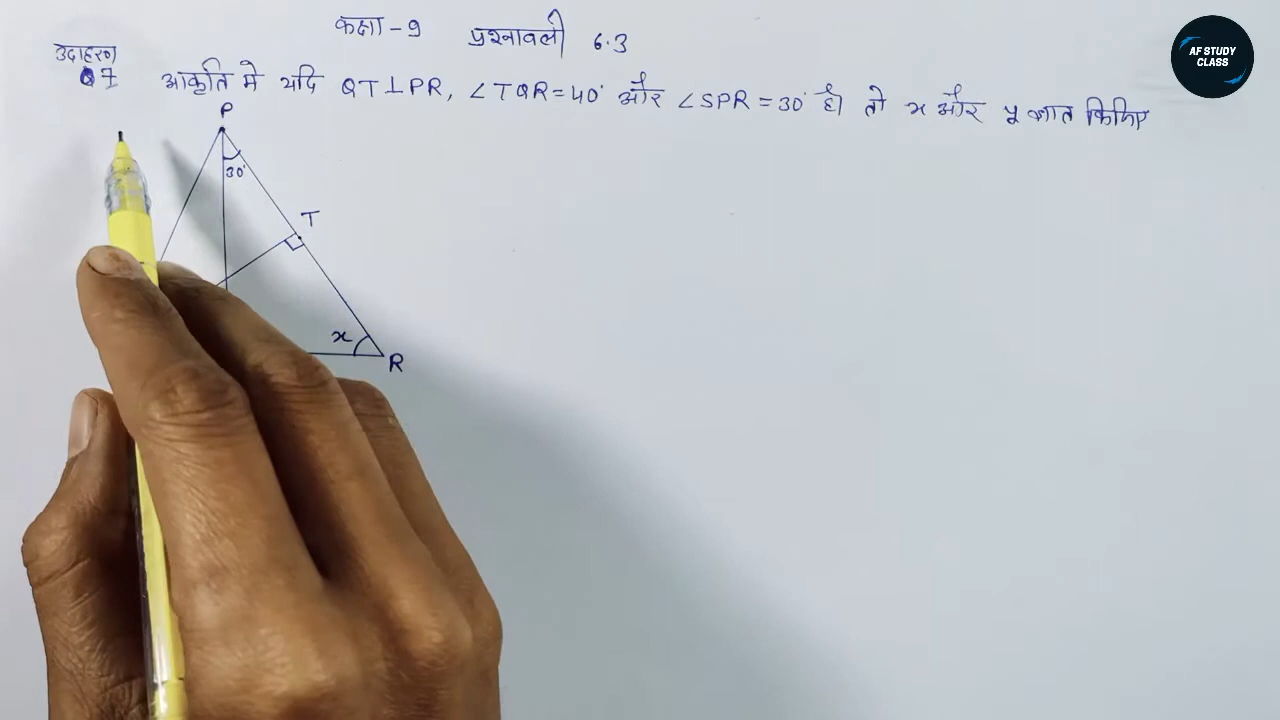 कक्षा - 9 प्रश्नावली 6.3
AF STUDY
CLASS
उदाहरण
7 आकृति मे यदि QT⊥PR, ∠TQR=40° और ∠SPR=30° है। तो x और y ज्ञात किजिए
P
30°
T
x
R